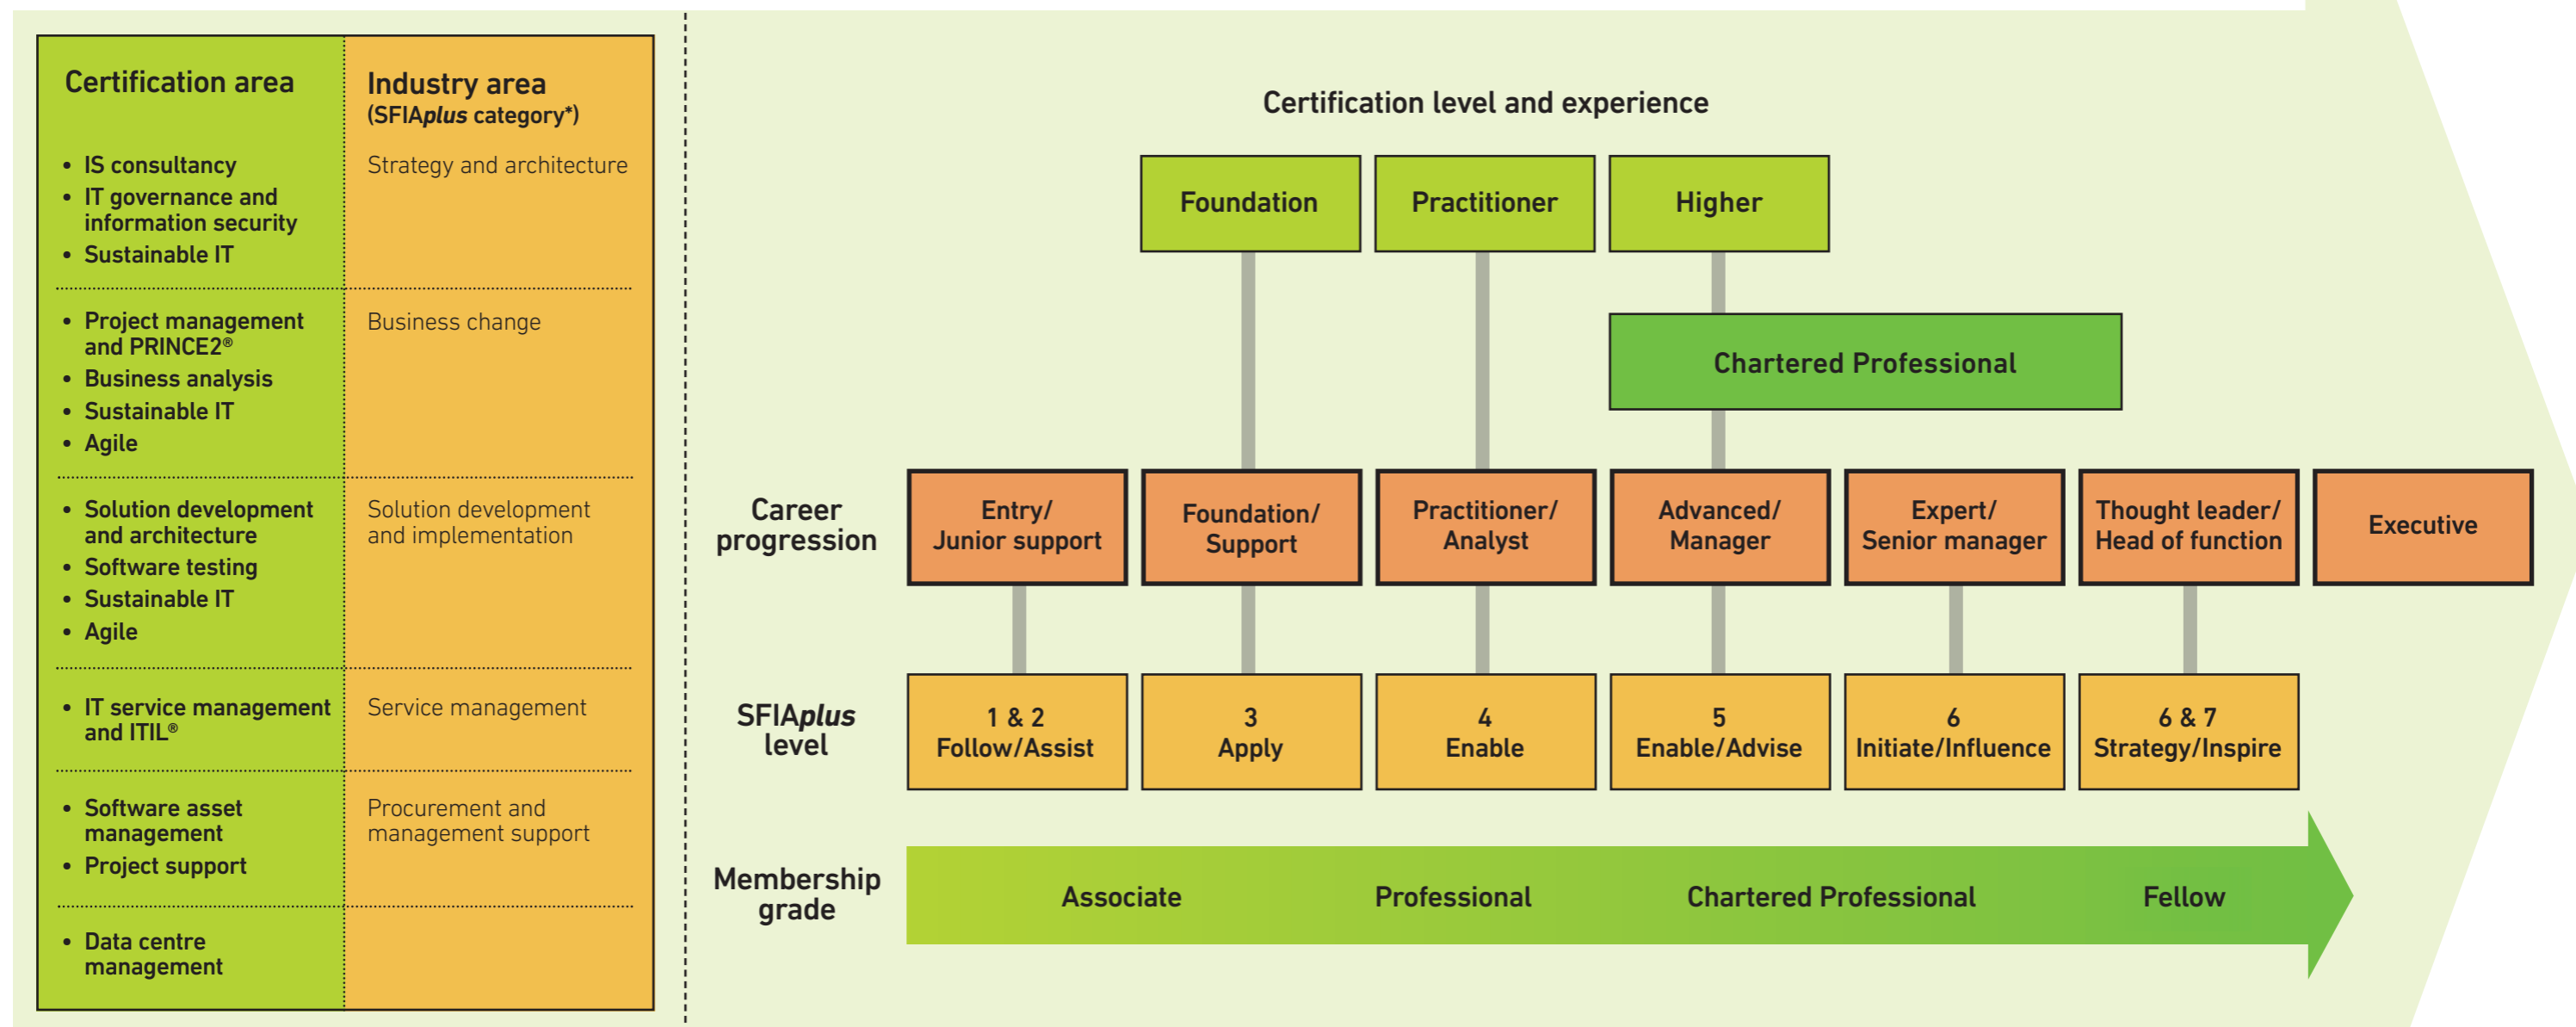 Certification area
Industry area
(SFIAplus category*)
• IS consultancy
• IT governance and
information security
• Sustainable IT
Strategy and architecture
• Project management
and PRINCE2®
• Business analysis
• Sustainable IT
• Agile
Business change
• Solution development
and architecture
• Software testing
• Sustainable IT
• Agile
Solution development
and implementation
• IT service management
and ITIL®
Service management
• Software asset
management
• Project support
Procurement and
management support
• Data centre
management
Certification level and experience
Foundation
Practitioner
Higher
Chartered Professional
Career
progression
Entry/
Junior support
Foundation/
Support
Practitioner/
Analyst
Advanced/
Manager
Expert/
Senior manager
Thought leader/
Head of function
Executive
SFIAplus
level
1 & 2
Follow/Assist
3
Apply
4
Enable
5
Enable/Advise
6
Initiate/Influence
6 & 7
Strategy/Inspire
Membership
grade
Associate
Professional
Chartered Professional
Fellow